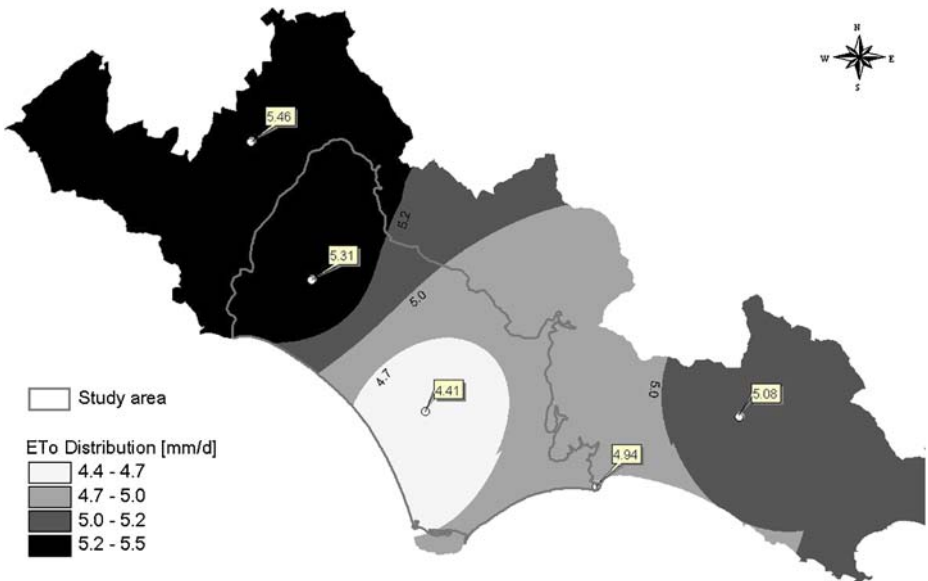 N
W E
S
5.46
5.2
5.31
5.0
4.7
4.41
5.0
5.08
4.94
Study area
ETo Distribution [mm/d]
4.4 - 4.7
4.7 - 5.0
5.0 - 5.2
5.2 - 5.5